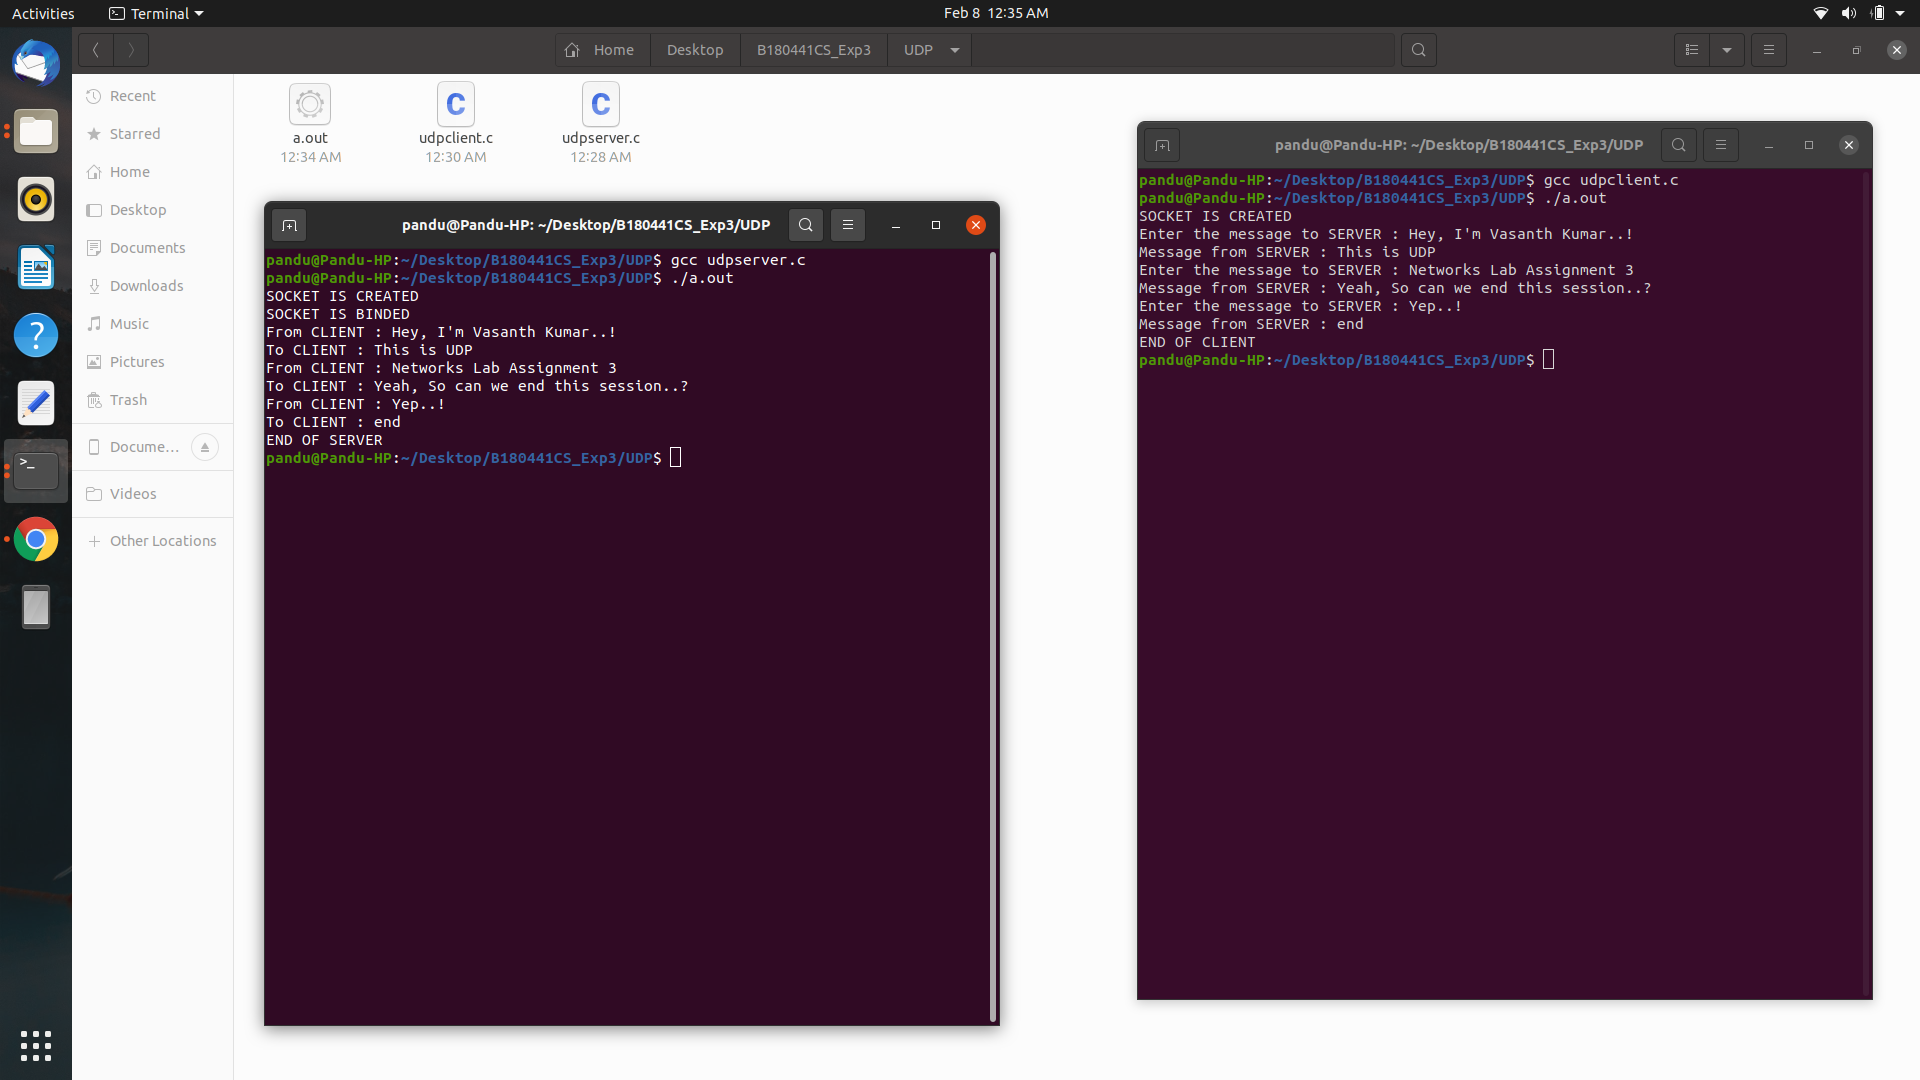 Activities
Terminal
Feb 8 12:35 AM
Home
Desktop
B180441CS_Exp3
UDP
Recent
Starred
Home
Desktop
Documents
Downloads
Music
Pictures
Trash
Docume...
Videos
+ Other Locations
a.out
12:34 AM
udpclient.c
12:30 AM
udpserver.c
12:28 AM
pandu@Pandu-HP: ~/Desktop/B180441CS_Exp3/UDP
pandu@Pandu-HP:~/Desktop/B180441CS_Exp3/UDP$ gcc udpserver.c
pandu@Pandu-HP:~/Desktop/B180441CS_Exp3/UDP$ ./a.out
SOCKET IS CREATED
SOCKET IS BINDED
From CLIENT : Hey, I'm Vasanth Kumar..!
To CLIENT : This is UDP
From CLIENT : Networks Lab Assignment 3
To CLIENT : Yeah, So can we end this session..?
From CLIENT : Yep..!
To CLIENT : end
END OF SERVER
pandu@Pandu-HP:~/Desktop/B180441CS_Exp3/UDP$
pandu@Pandu-HP: ~/Desktop/B180441CS_Exp3/UDP
pandu@Pandu-HP:~/Desktop/B180441CS_Exp3/UDP$ gcc udpclient.c
pandu@Pandu-HP:~/Desktop/B180441CS_Exp3/UDP$ ./a.out
SOCKET IS CREATED
Enter the message to SERVER : Hey, I'm Vasanth Kumar..!
Message from SERVER : This is UDP
Enter the message to SERVER : Networks Lab Assignment 3
Message from SERVER : Yeah, So can we end this session..?
Enter the message to SERVER : Yep..!
Message from SERVER : end
END OF CLIENT
pandu@Pandu-HP:~/Desktop/B180441CS_Exp3/UDP$